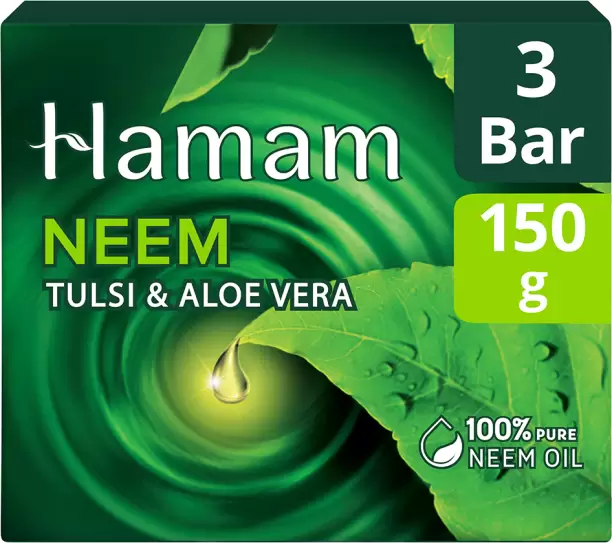 Hamam
NEEM
TULSI & ALOE VERA
3
Bar
150
g
100% PURE
NEEM OIL